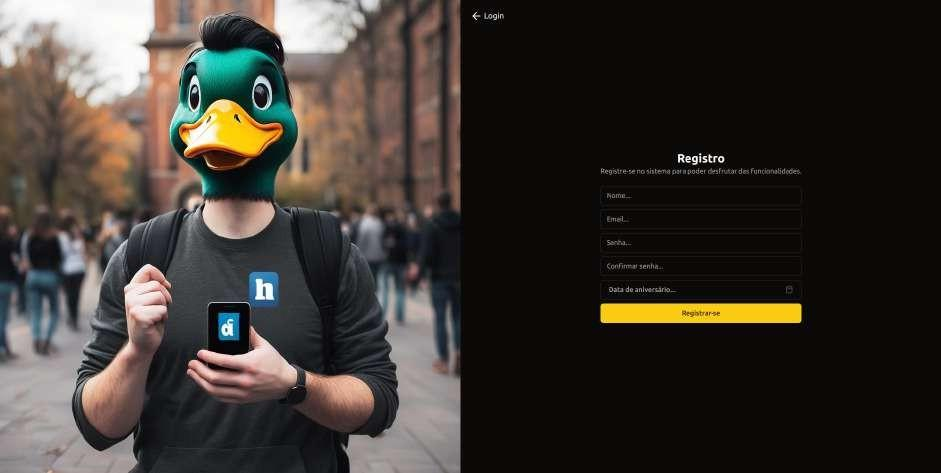 h
Login
Registro
Registre-se no sistema para poder desfrutar das funcionalidades.
Nome...
Email...
Senha...
Confirmar senha...
Data de aniversário...
Registrar-se